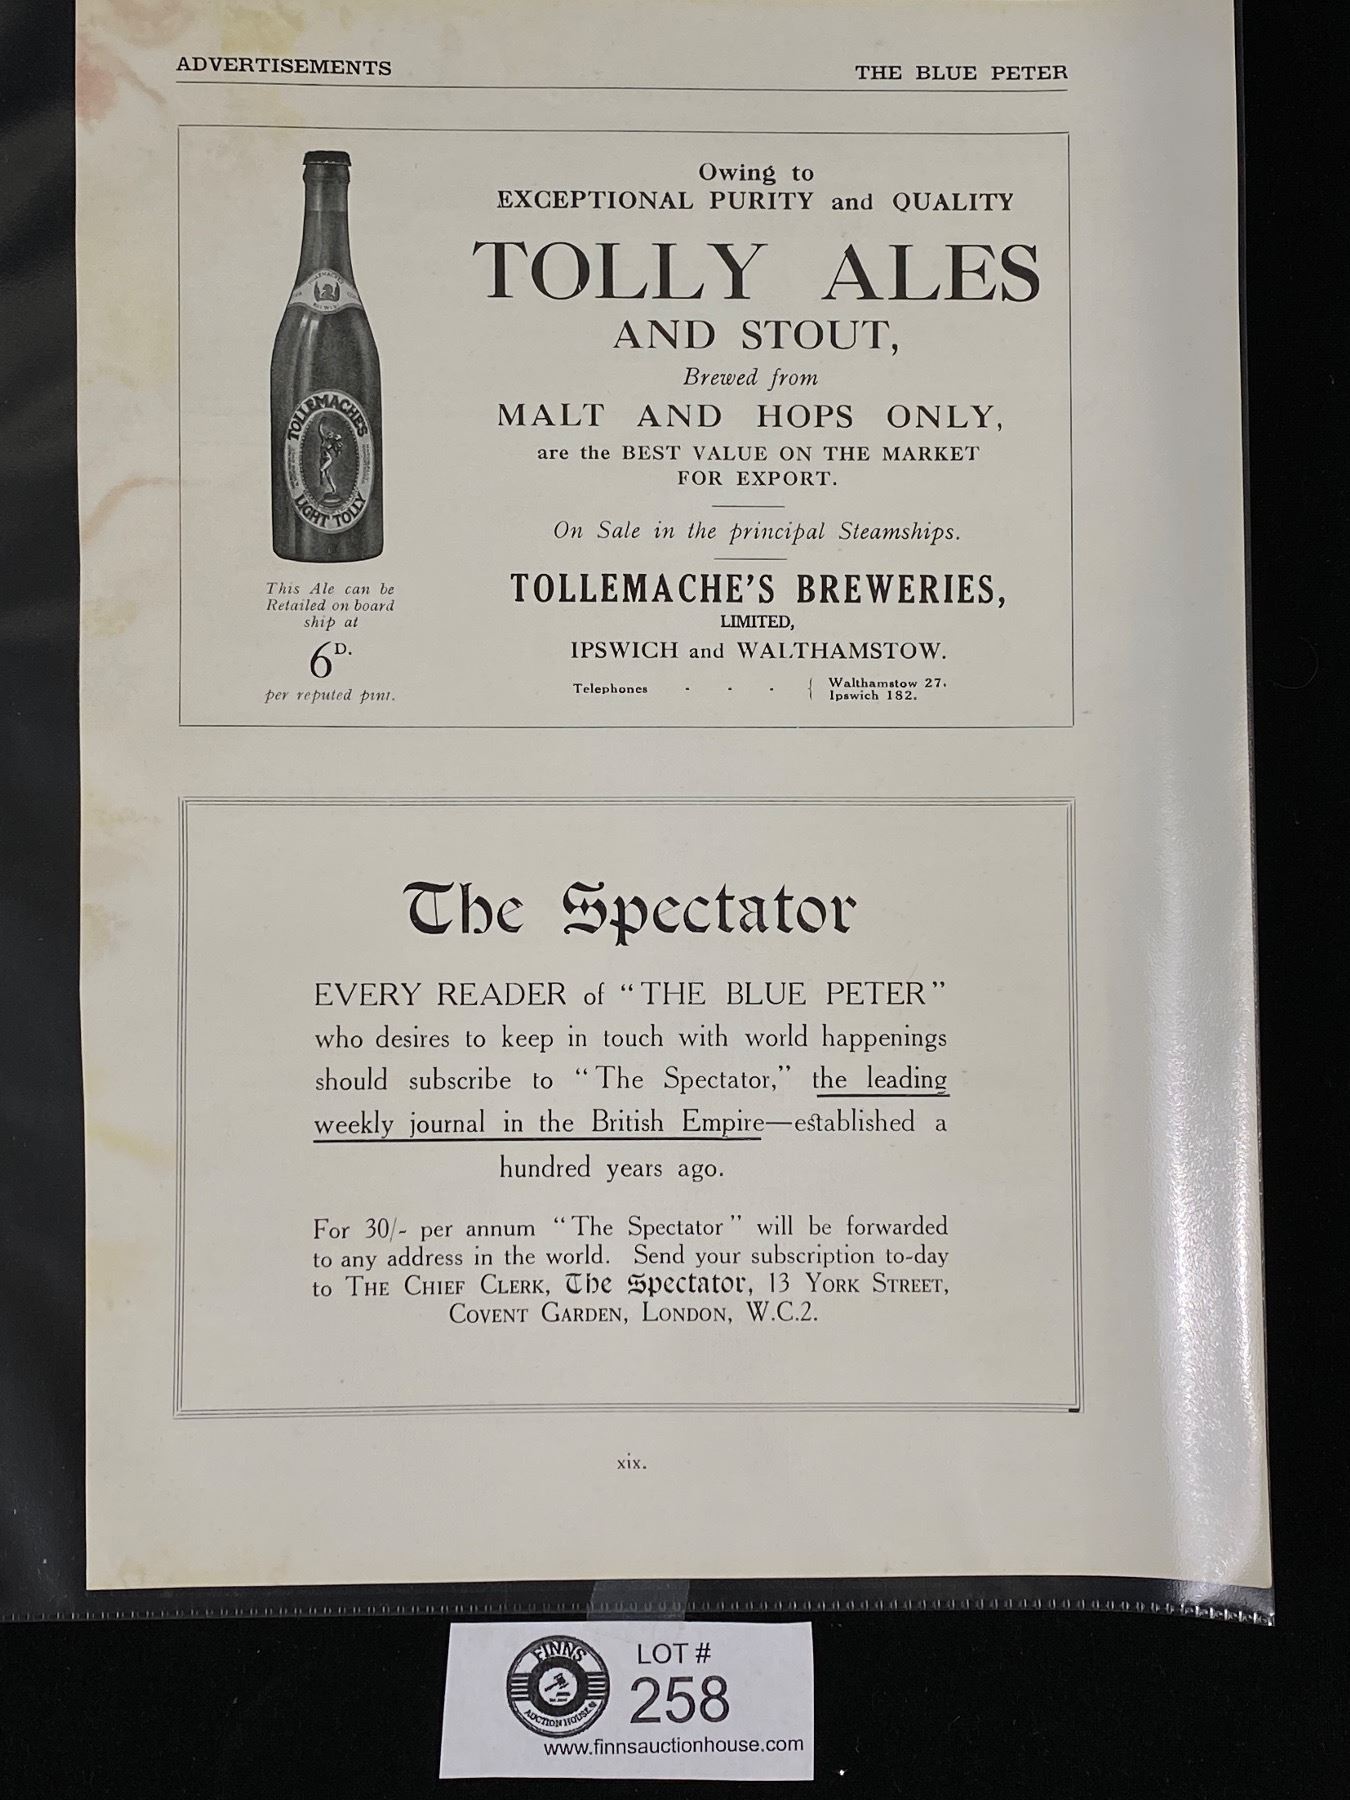 ADVERTISEMENTS
THE BLUE PETER
Owing to
EXCEPTIONAL PURITY and QUALITY
TOLLY ALES
AND STOUT,
Brewed from
MALT AND HOPS ONLY,
are the BEST VALUE ON THE MARKET
FOR EXPORT.
On Sale in the principal Steamships.
TOLLEMACHE'S BREWERIES,
LIMITED,
IPSWICH and WALTHAMSTOW.
Telephones - - - { Walthamstow 27.
Ipswich 182.
TOLLEMACHES
LIGHT TOLLY
This Ale can be
Retailed on board
ship at
6D.
per reputed pint.
The Spectator
EVERY READER of "THE BLUE PETER"
who desires to keep in touch with world happenings
should subscribe to "The Spectator," the leading
weekly journal in the British Empire—established a
hundred years ago.
For 30/- per annum "The Spectator" will be forwarded
to any address in the world. Send your subscription to-day
to THE CHIEF CLERK, The Spectator, 13 YORK STREET,
COVENT GARDEN, LONDON, W.C.2.
xix.
FINNS
AUCTION HOUSE
LOT #
258
www.finnsauctionhouse.com